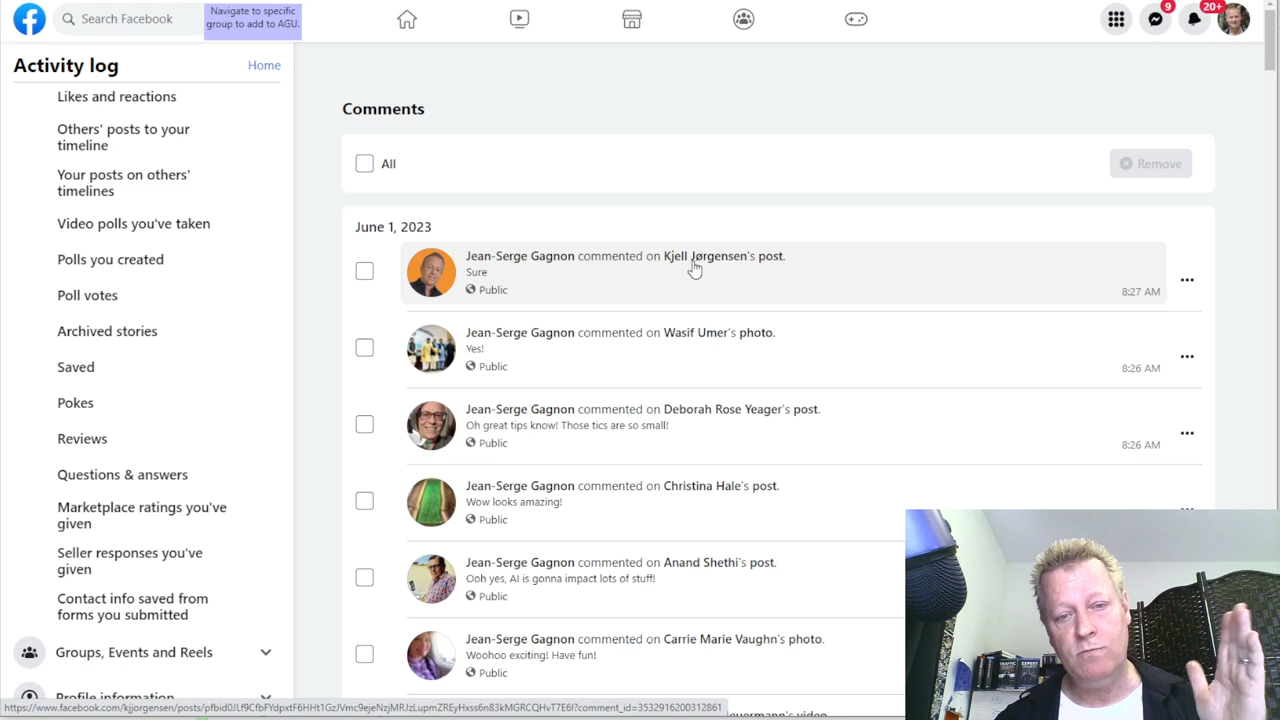 Search Facebook
Navigate to specific
group to add to AGU.
9
20+
Activity log
Home
Likes and reactions
Others' posts to your
timeline
Your posts on others'
timelines
Video polls you've taken
Polls you created
Poll votes
Archived stories
Saved
Pokes
Reviews
Questions & answers
Marketplace ratings you've
given
Seller responses you've
given
Contact info saved from
forms you submitted
Groups, Events and Reels
Profile information
Comments
All
Remove
June 1, 2023
Jean-Serge Gagnon commented on Kjell Jørgensen's post.
Sure
Public
8:27 AM
Jean-Serge Gagnon commented on Wasif Umer's photo.
Yes!
Public
8:26 AM
Jean-Serge Gagnon commented on Deborah Rose Yeager's post.
Oh great tips know! Those tics are so small!
Public
8:26 AM
Jean-Serge Gagnon commented on Christina Hale's post.
Wow looks amazing!
Public
Jean-Serge Gagnon commented on Anand Shethi's post.
Ooh yes, AI is gonna impact lots of stuff!
Public
Jean-Serge Gagnon commented on Carrie Marie Vaughn's photo.
Woohoo exciting! Have fun!
Public
TRAFFIC
EXPERT